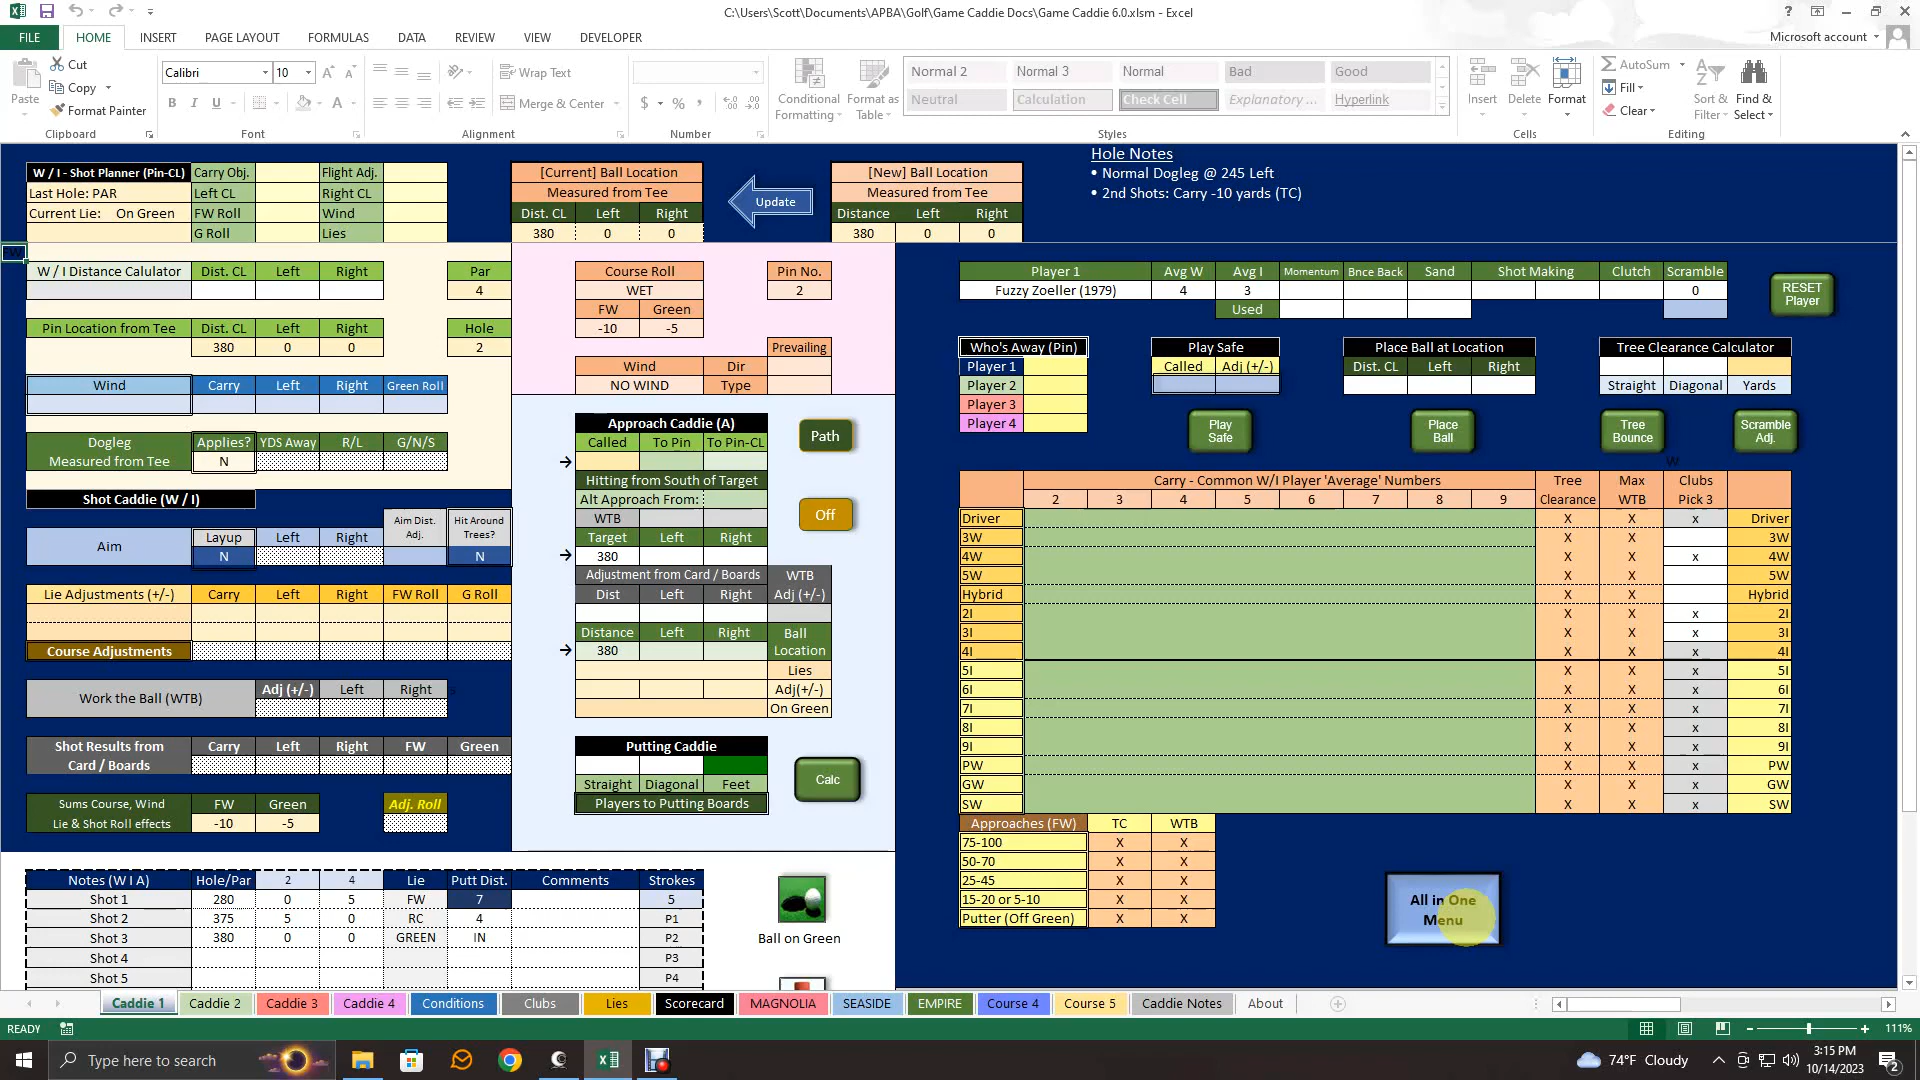 C:\Users\Scott\Documents\APBA\Golf\Game Caddie Docs\Game Caddie 6.0.xlsm - Excel
FILE HOME INSERT PAGE LAYOUT FORMULAS DATA REVIEW VIEW DEVELOPER Microsoft account
Paste Cut Copy Format Painter Clipboard
Calibri 10 B I U Font
Wrap Text Merge & Center Alignment
$ % Number
Conditional Formatting Format as Table
Normal 2 Normal 3 Normal Bad Good
Neutral Calculation Check Cell Explanatory ... Hyperlink
Styles
Insert Delete Format Cells
AutoSum Fill Clear Sort & Filter Find & Select Editing
W / I - Shot Planner (Pin-CL) Carry Obj. Flight Adj.
Last Hole: PAR Left CL Right CL
Current Lie: On Green FW Roll Wind
G Roll Lies
[Current] Ball Location
Measured from Tee
Dist. CL Left Right
380 0 0
Update
[New] Ball Location
Measured from Tee
Distance Left Right
380 0 0
Hole Notes
• Normal Dogleg @ 245 Left
• 2nd Shots: Carry -10 yards (TC)
W / I Distance Calulator Dist. CL Left Right Par
4
Pin Location from Tee Dist. CL Left Right Hole
380 0 0 2
Wind Carry Left Right Green Roll
Dogleg Applies? YDS Away R/L G/N/S
Measured from Tee N
Shot Caddie (W / I)
Aim Layup Left Right Aim Dist. Adj. Hit Around Trees?
N N
Lie Adjustments (+/-) Carry Left Right FW Roll G Roll
Course Adjustments
Work the Ball (WTB) Adj (+/-) Left Right
Shot Results from Carry Left Right FW Green
Card / Boards
Sums Course, Wind FW Green Adj. Roll
Lie & Shot Roll effects -10 -5
Course Roll Pin No.
WET 2
FW Green
-10 -5
Prevailing
Wind Dir
NO WIND Type
Approach Caddie (A)
Called To Pin To Pin-CL
→
Hitting from South of Target
Alt Approach From:
WTB
Target Left Right
→ 380
Adjustment from Card / Boards WTB
Dist Left Right Adj (+/-)
Distance Left Right Ball
→ 380 Location
Lies
Adj(+/-)
On Green
Path
Off
Putting Caddie
Straight Diagonal Feet
Players to Putting Boards
Calc
Player 1 Avg W Avg I Momentum Bnce Back Sand Shot Making Clutch Scramble
Fuzzy Zoeller (1979) 4 3 0
Used
RESET Player
Who's Away (Pin)
Player 1
Player 2
Player 3
Player 4
Play Safe
Called Adj (+/-)
Play Safe
Place Ball at Location
Dist. CL Left Right
Place Ball
Tree Clearance Calculator
Straight Diagonal Yards
Tree Bounce
Scramble Adj.
W
Carry - Common W/I Player 'Average' Numbers Tree Max Clubs
2 3 4 5 6 7 8 9 Clearance WTB Pick 3
Driver X X x Driver
3W X X 3W
4W X X x 4W
5W X X 5W
Hybrid X X Hybrid
2I X X x 2I
3I X X x 3I
4I X X x 4I
5I X X x 5I
6I X X x 6I
7I X X x 7I
8I X X x 8I
9I X X x 9I
PW X X x PW
GW X X x GW
SW X X x SW
Approaches (FW) TC WTB
75-100 X X
50-70 X X
25-45 X X
15-20 or 5-10 X X
Putter (Off Green) X X
All in One Menu
Notes (W I A) Hole/Par 2 4 Lie Putt Dist. Comments Strokes
Shot 1 280 0 5 FW 7 5
Shot 2 375 5 0 RC 4 P1
Shot 3 380 0 0 GREEN IN P2
Shot 4 P3
Shot 5 P4
Ball on Green
Caddie 1 Caddie 2 Caddie 3 Caddie 4 Conditions Clubs Lies Scorecard MAGNOLIA SEASIDE EMPIRE Course 4 Course 5 Caddie Notes About
READY 111%
Type here to search
74°F Cloudy
3:15 PM
10/14/2023
2